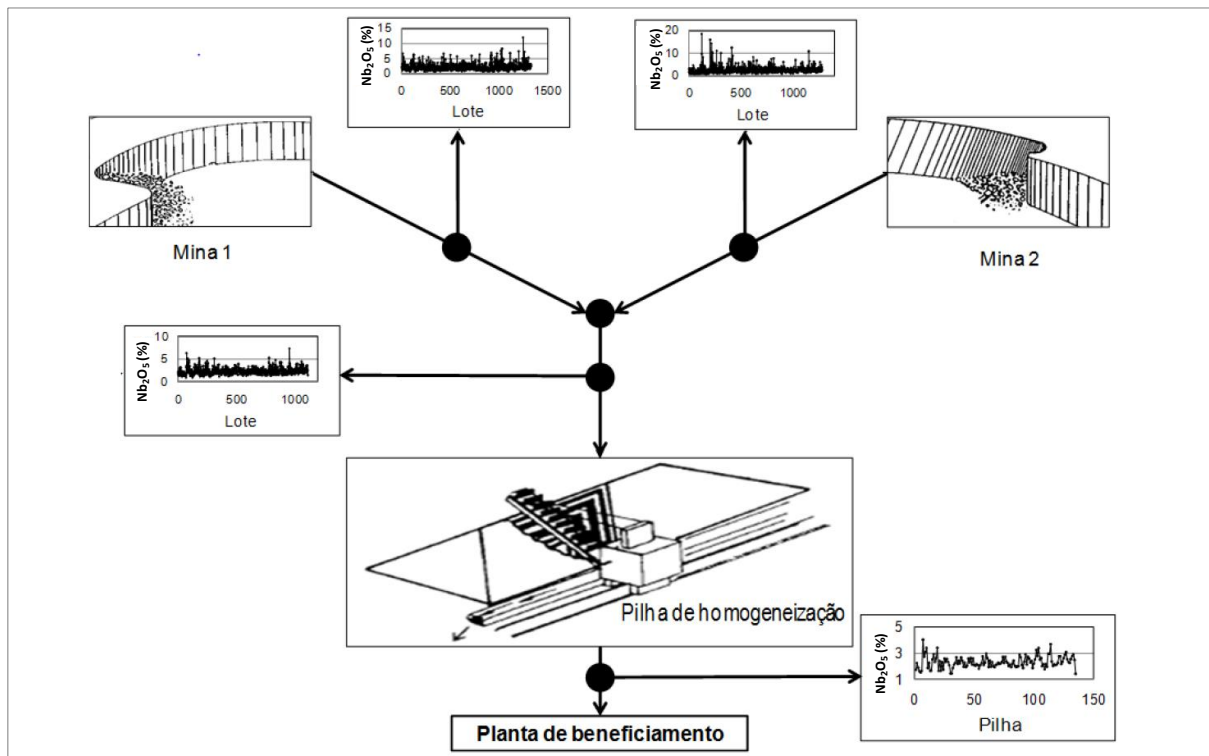 Nb₂O₅ (%)
15
10
5
0
0 500 1000 1500
Lote
Nb₂O₅ (%)
20
10
0
0 500 1000
Lote
Mina 1
Mina 2
Nb₂O₅ (%)
10
5
0
0 500 1000
Lote
Pilha de homogeneização
Nb₂O₅ (%)
5
3
1
0 50 100 150
Pilha
Planta de beneficiamento